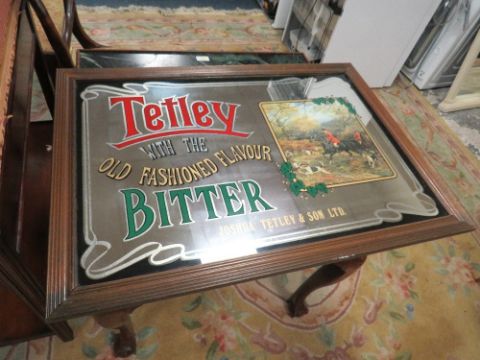 Tetley
WITH THE
OLD FASHIONED FLAVOUR
BITTER
JOSHUA TETLEY & SON LTD.